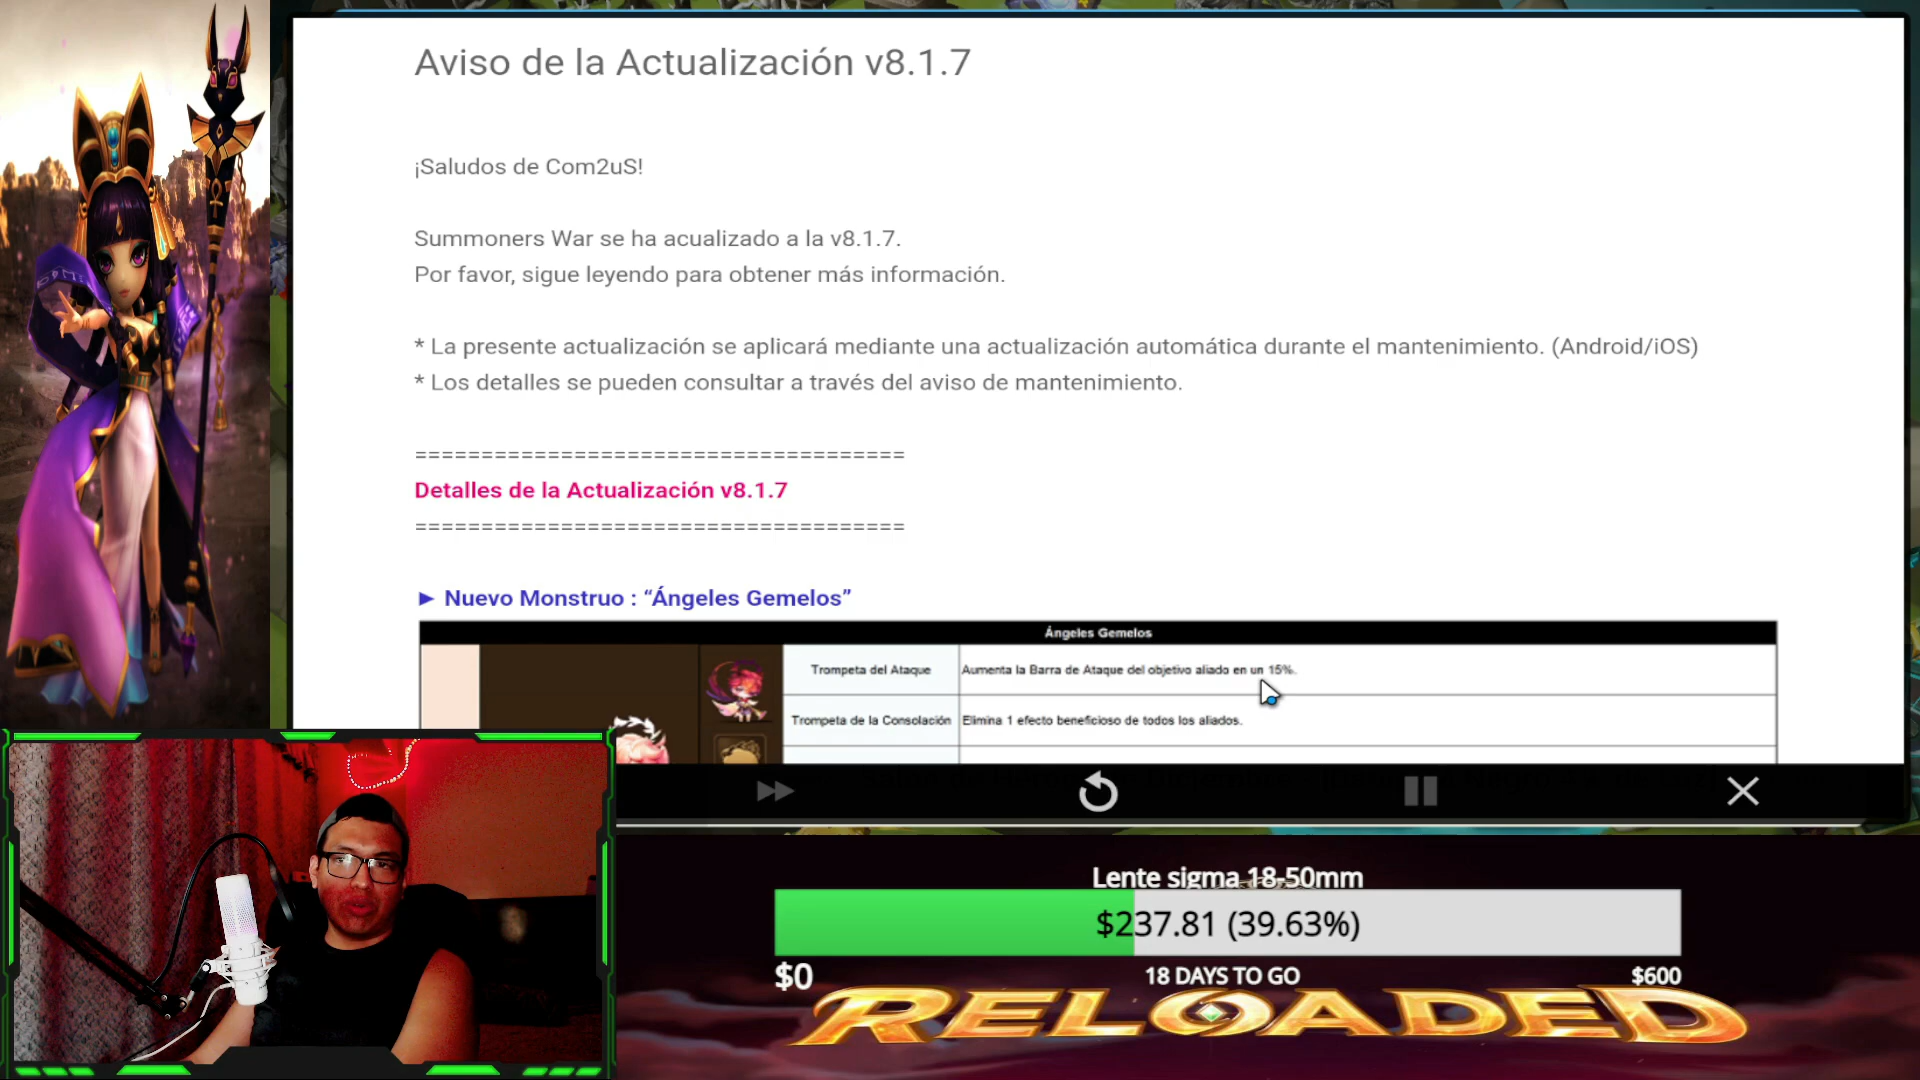 Aviso de la Actualización v8.1.7
¡Saludos de Com2uS!
Summoners War se ha acualizado a la v8.1.7.
Por favor, sigue leyendo para obtener más información.
* La presente actualización se aplicará mediante una actualización automática durante el mantenimiento. (Android/iOS)
* Los detalles se pueden consultar a través del aviso de mantenimiento.
=====================================
Detalles de la Actualización v8.1.7
=====================================
► Nuevo Monstruo : “Ángeles Gemelos”
Ángeles Gemelos
Trompeta del Ataque Aumenta la Barra de Ataque del objetivo aliado en un 15%.
Trompeta de la Consolación Elimina 1 efecto beneficioso de todos los aliados.
Lente sigma 18-50mm
$237.81 (39.63%)
$0 18 DAYS TO GO $600
RELOADED